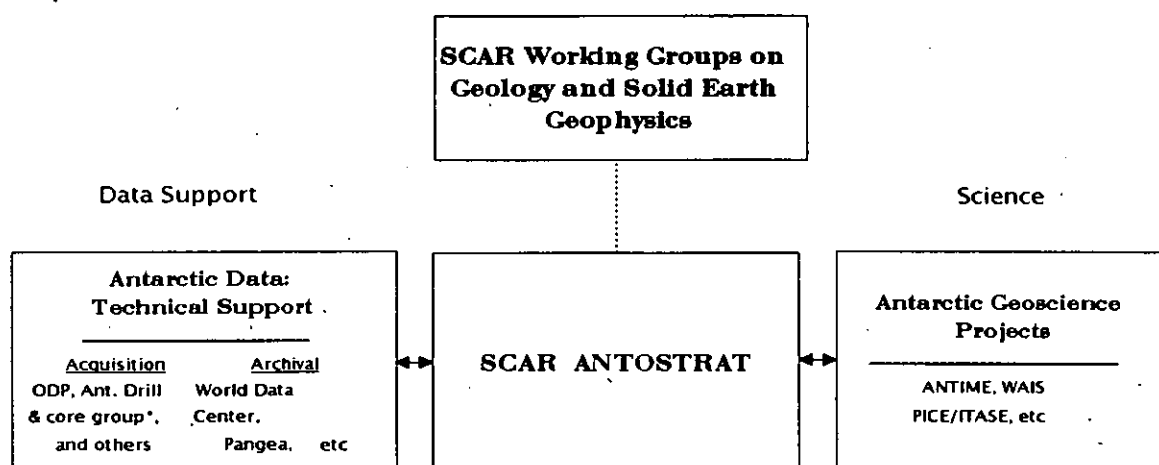 SCAR Working Groups on
Geology and Solid Earth
Geophysics
Data Support
Science
Antarctic Data:
Technical Support
Acquisition
ODP, Ant. Drill
& core group*,
and others
Archival
World Data
Center,
Pangea, etc
SCAR ANTOSTRAT
Antarctic Geoscience
Projects
ANTIME, WAIS
PICE/ITASE, etc